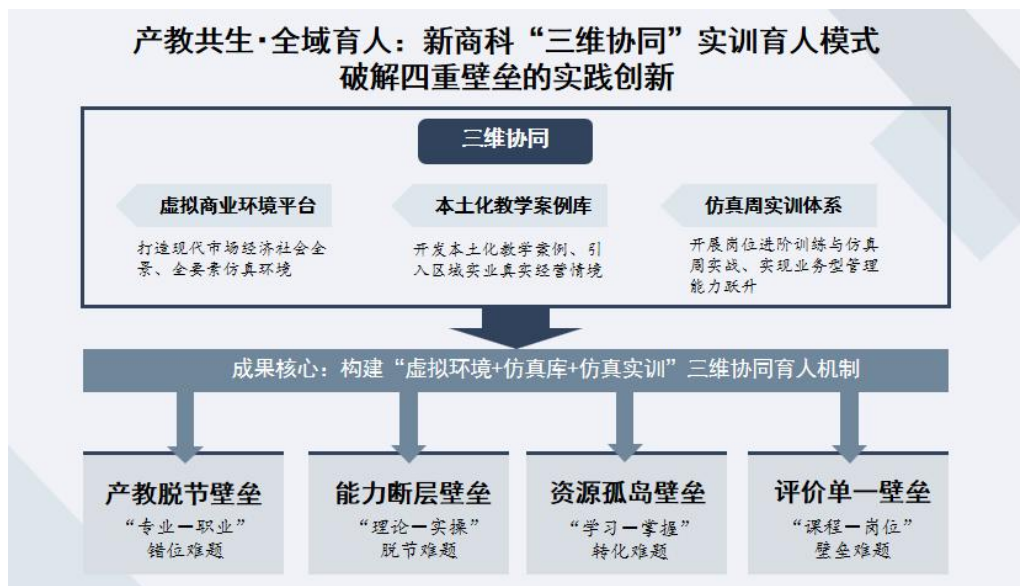 产教共生·全域育人：新商科“三维协同”实训育人模式
破解四重壁垒的实践创新
三维协同
虚拟商业环境平台
打造现代市场经济社会全
景、全要素仿真环境
本土化教学案例库
开发本土化教学案例、引
入区域实业真实经营情境
仿真周实训体系
开展岗位进阶训练与仿真
周实战、实现业务型管理
能力跃升
成果核心：构建“虚拟环境+仿真库+仿真实训”三维协同育人机制
产教脱节壁垒
“专业—职业”
错位难题
能力断层壁垒
“理论—实操”
脱节难题
资源孤岛壁垒
“学习—掌握”
转化难题
评价单一壁垒
“课程—岗位”
壁垒难题